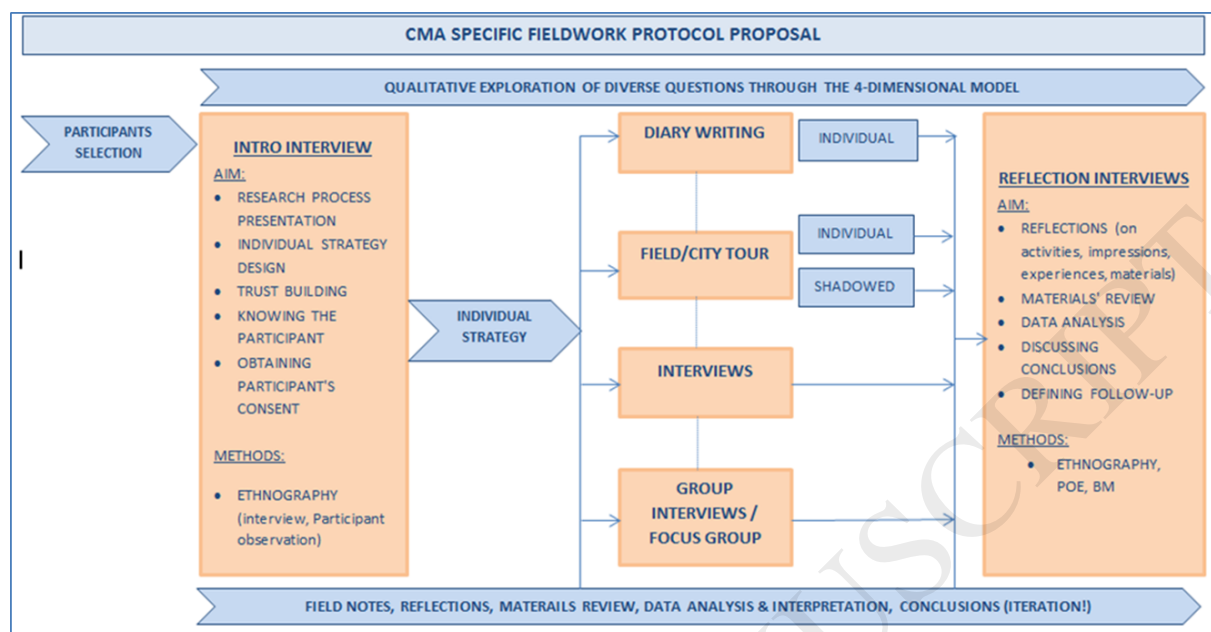 CMA SPECIFIC FIELDWORK PROTOCOL PROPOSAL
QUALITATIVE EXPLORATION OF DIVERSE QUESTIONS THROUGH THE 4-DIMENSIONAL MODEL
PARTICIPANTS
SELECTION
INTRO INTERVIEW
AIM:
• RESEARCH PROCESS
PRESENTATION
• INDIVIDUAL STRATEGY
DESIGN
• TRUST BUILDING
• KNOWING THE
PARTICIPANT
• OBTAINING
PARTICIPANT'S
CONSENT
METHODS:
• ETHNOGRAPHY
(interview, Participant
observation)
INDIVIDUAL
STRATEGY
DIARY WRITING
INDIVIDUAL
FIELD/CITY TOUR
INDIVIDUAL
SHADOWED
INTERVIEWS
GROUP
INTERVIEWS /
FOCUS GROUP
REFLECTION INTERVIEWS
AIM:
• REFLECTIONS (on
activities, impressions,
experiences, materials)
• MATERIALS' REVIEW
• DATA ANALYSIS
• DISCUSSING
CONCLUSIONS
• DEFINING FOLLOW-UP
METHODS:
• ETHNOGRAPHY,
POE, BM
FIELD NOTES, REFLECTIONS, MATERAILS REVIEW, DATA ANALYSIS & INTERPRETATION, CONCLUSIONS (ITERATION!)
USCRIPT